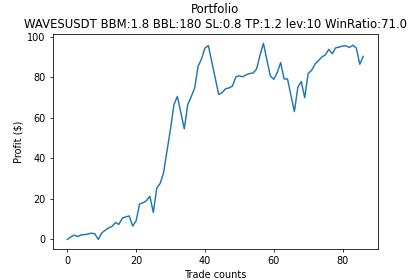 Portfolio
WAVESUSDT BBM:1.8 BBL:180 SL:0.8 TP:1.2 lev:10 WinRatio:71.0
Profit ($)
100
80
60
40
20
0
0 20 40 60 80
Trade counts